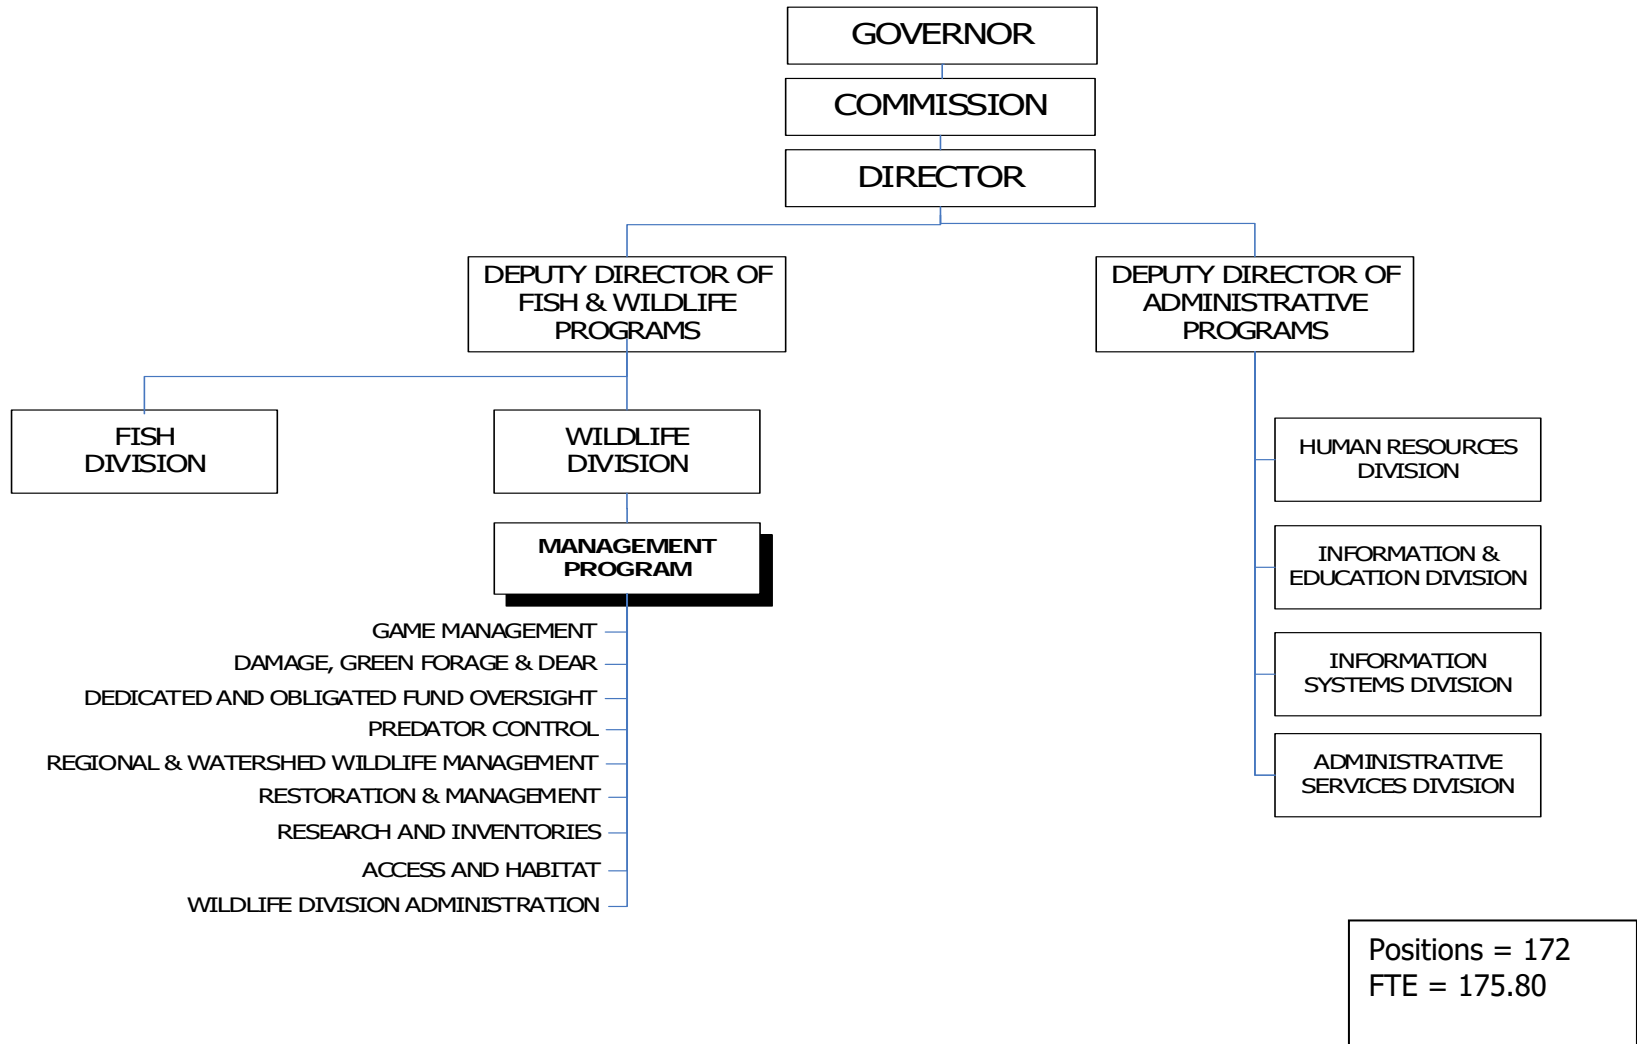 GOVERNOR
COMMISSION
DIRECTOR
DEPUTY DIRECTOR OF
FISH & WILDLIFE
PROGRAMS
DEPUTY DIRECTOR OF
ADMINISTRATIVE
PROGRAMS
FISH
DIVISION
WILDLIFE
DIVISION
MANAGEMENT
PROGRAM
GAME MANAGEMENT
DAMAGE, GREEN FORAGE & DEAR
DEDICATED AND OBLIGATED FUND OVERSIGHT
PREDATOR CONTROL
REGIONAL & WATERSHED WILDLIFE MANAGEMENT
RESTORATION & MANAGEMENT
RESEARCH AND INVENTORIES
ACCESS AND HABITAT
WILDLIFE DIVISION ADMINISTRATION
HUMAN RESOURCES
DIVISION
INFORMATION &
EDUCATION DIVISION
INFORMATION
SYSTEMS DIVISION
ADMINISTRATIVE
SERVICES DIVISION
Positions = 172
FTE = 175.80